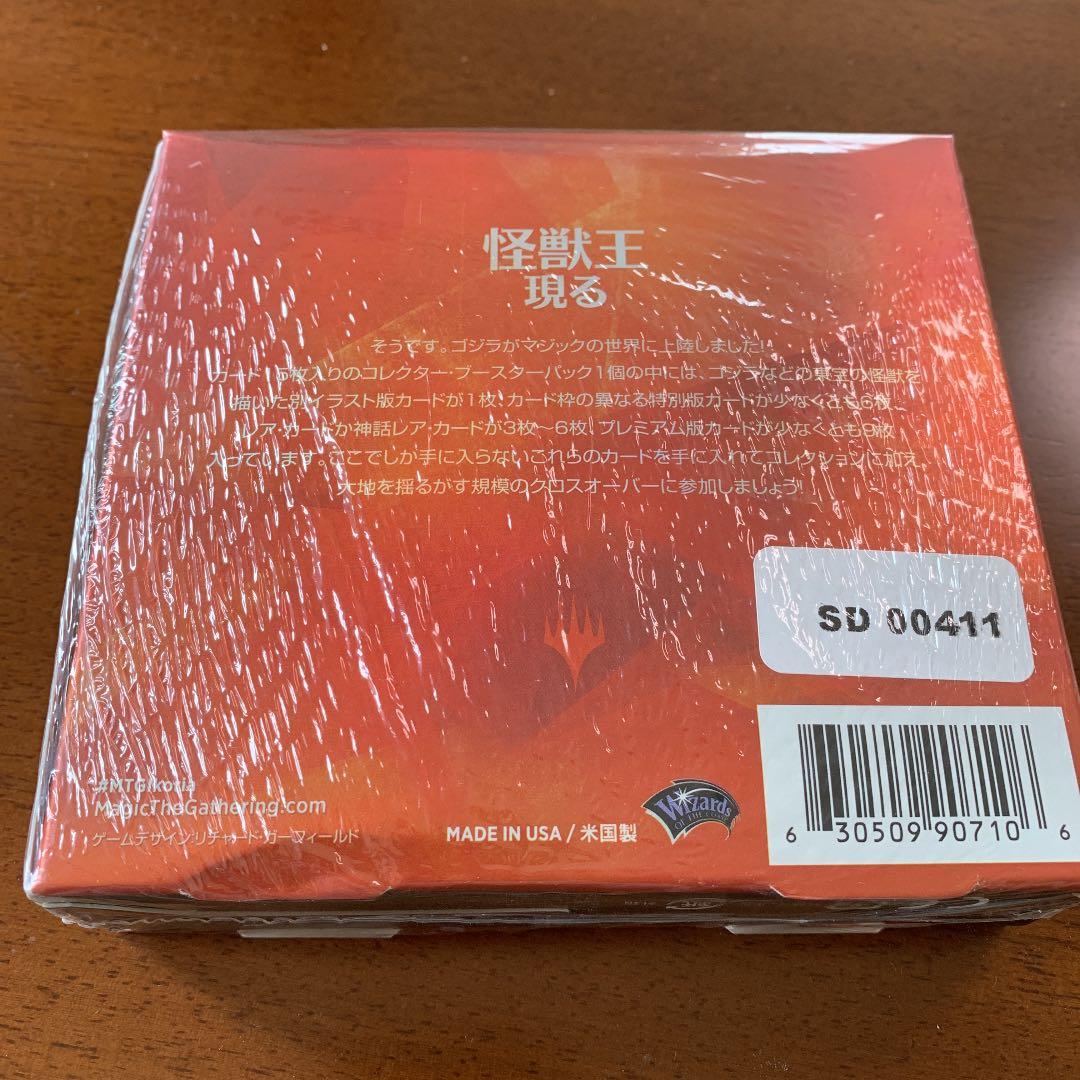 怪獣王
現る
そうです。ゴジラがマジックの世界に上陸しました!
カード 5枚入りのコレクター・ブースターパック1個の中には、ゴジラなどの東宝の怪獣を
描いた別イラスト版カードが1枚、カード枠の異なる特別版カードが少なくとも6枚
レア・カードか神話レア・カードが3枚〜6枚、プレミアム版カードが少なくとも9枚
入っています。ここでしか手に入らないこれらのカードを手に入れてコレクションに加え、
大地を揺るがす規模のクロスオーバーに参加しましょう!
SD 00411
#MTGIkoria
MagicTheGathering.com
ゲームデザイン:リチャード・ガーフィールド
MADE IN USA / 米国製
Wizards
OF THE COAST
6 30509 90710 6